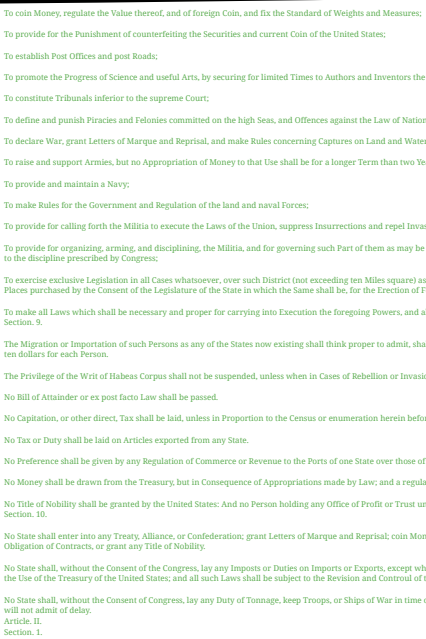 To coin Money, regulate the Value thereof, and of foreign Coin, and fix the Standard of Weights and Measures;
To provide for the Punishment of counterfeiting the Securities and current Coin of the United States;
To establish Post Offices and post Roads;
To promote the Progress of Science and useful Arts, by securing for limited Times to Authors and Inventors the
To constitute Tribunals inferior to the supreme Court;
To define and punish Piracies and Felonies committed on the high Seas, and Offences against the Law of Nation
To declare War, grant Letters of Marque and Reprisal, and make Rules concerning Captures on Land and Water
To raise and support Armies, but no Appropriation of Money to that Use shall be for a longer Term than two Ye
To provide and maintain a Navy;
To make Rules for the Government and Regulation of the land and naval Forces;
To provide for calling forth the Militia to execute the Laws of the Union, suppress Insurrections and repel Invas
To provide for organizing, arming, and disciplining, the Militia, and for governing such Part of them as may be
to the discipline prescribed by Congress;
To exercise exclusive Legislation in all Cases whatsoever, over such District (not exceeding ten Miles square) as
Places purchased by the Consent of the Legislature of the State in which the Same shall be, for the Erection of F
To make all Laws which shall be necessary and proper for carrying into Execution the foregoing Powers, and a
Section. 9.
The Migration or Importation of such Persons as any of the States now existing shall think proper to admit, sha
ten dollars for each Person.
The Privilege of the Writ of Habeas Corpus shall not be suspended, unless when in Cases of Rebellion or Invasio
No Bill of Attainder or ex post facto Law shall be passed.
No Capitation, or other direct, Tax shall be laid, unless in Proportion to the Census or enumeration herein befor
No Tax or Duty shall be laid on Articles exported from any State.
No Preference shall be given by any Regulation of Commerce or Revenue to the Ports of one State over those of
No Money shall be drawn from the Treasury, but in Consequence of Appropriations made by Law; and a regula
No Title of Nobility shall be granted by the United States: And no Person holding any Office of Profit or Trust un
Section. 10.
No State shall enter into any Treaty, Alliance, or Confederation; grant Letters of Marque and Reprisal; coin Mon
Obligation of Contracts, or grant any Title of Nobility.
No State shall, without the Consent of the Congress, lay any Imposts or Duties on Imports or Exports, except wh
the Use of the Treasury of the United States; and all such Laws shall be subject to the Revision and Controul of t
No State shall, without the Consent of Congress, lay any Duty of Tonnage, keep Troops, or Ships of War in time o
will not admit of delay.
Article. II.
Section. 1.